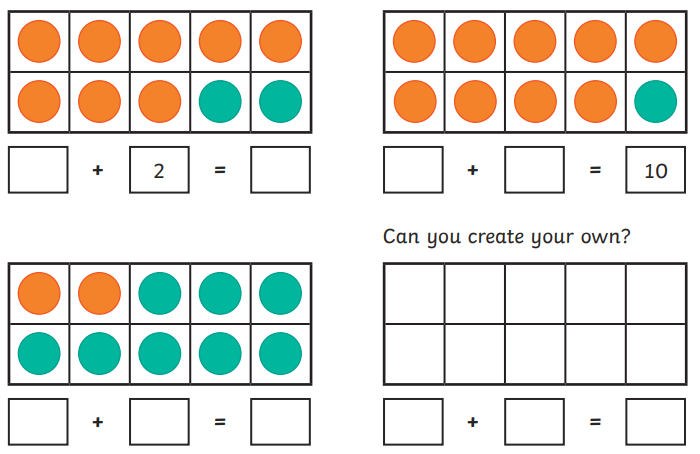 + 2 =
+ = 10
Can you create your own?
+ =
+ =